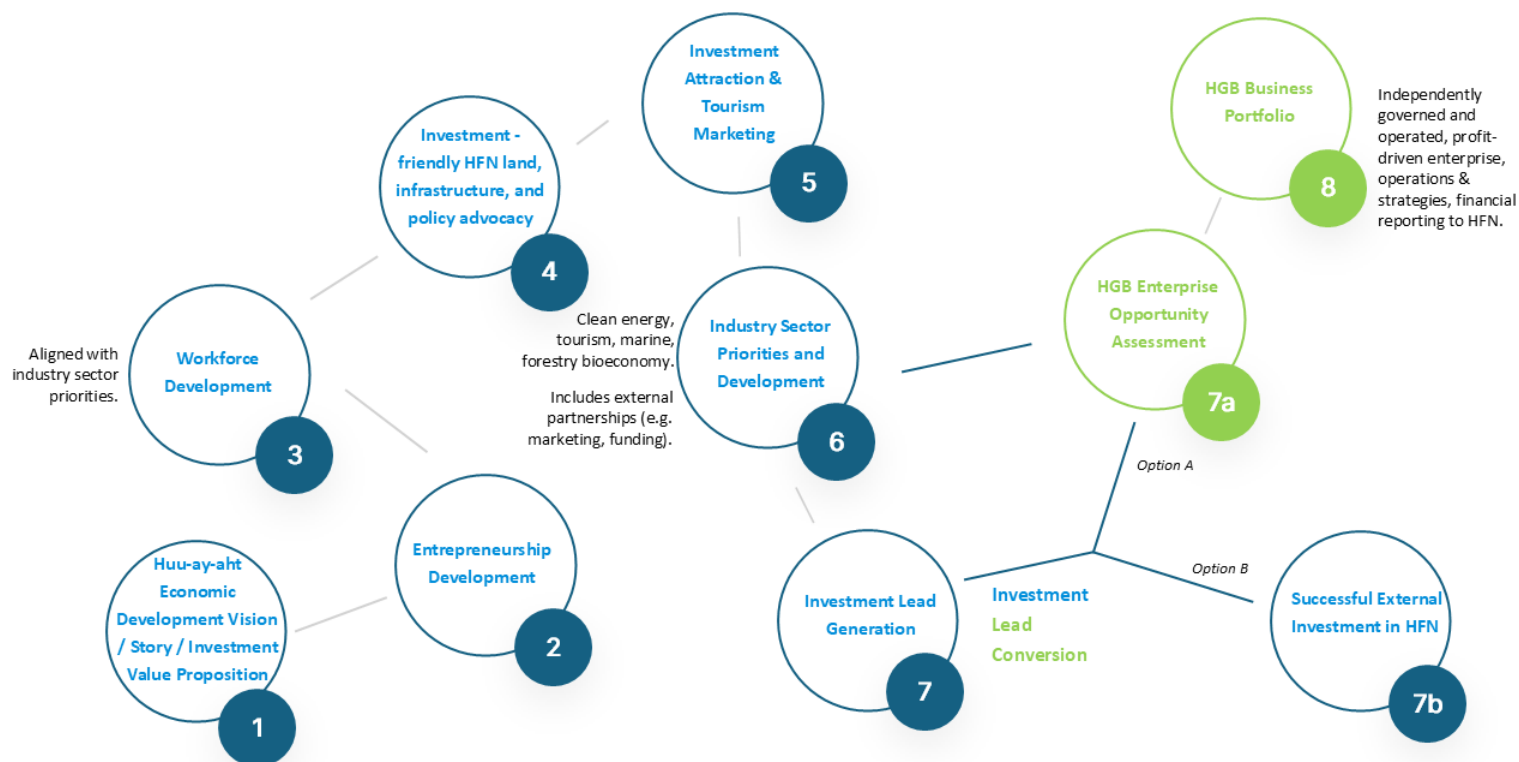 Huu-ay-aht
Economic
Development Vision
/ Story / Investment
Value Proposition
1
Entrepreneurship
Development
2
Aligned with
industry sector
priorities.
Workforce
Development
3
Investment -
friendly HFN land,
infrastructure, and
policy advocacy
4
Investment
Attraction &
Tourism
Marketing
5
Clean energy,
tourism, marine,
forestry bioeconomy.
Includes external
partnerships (e.g.
marketing, funding).
Industry Sector
Priorities and
Development
6
Investment Lead
Generation
7
Investment
Lead
Conversion
Option A
HGB Enterprise
Opportunity
Assessment
7a
Option B
Successful External
Investment in HFN
7b
HGB Business
Portfolio
8
Independently
governed and
operated, profit-
driven enterprise,
operations &
strategies, financial
reporting to HFN.